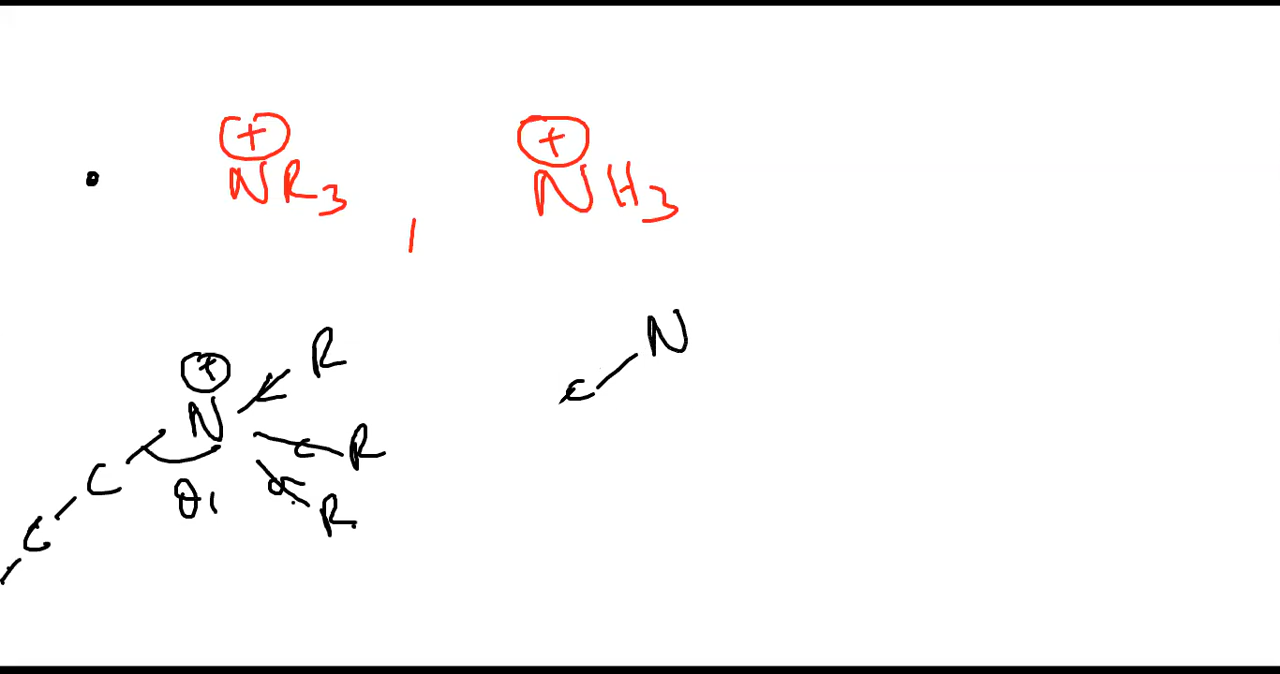 ⊕ ⊕
NR3 , NH3
R
⊕ N
N C
C R
C θ1 R
C